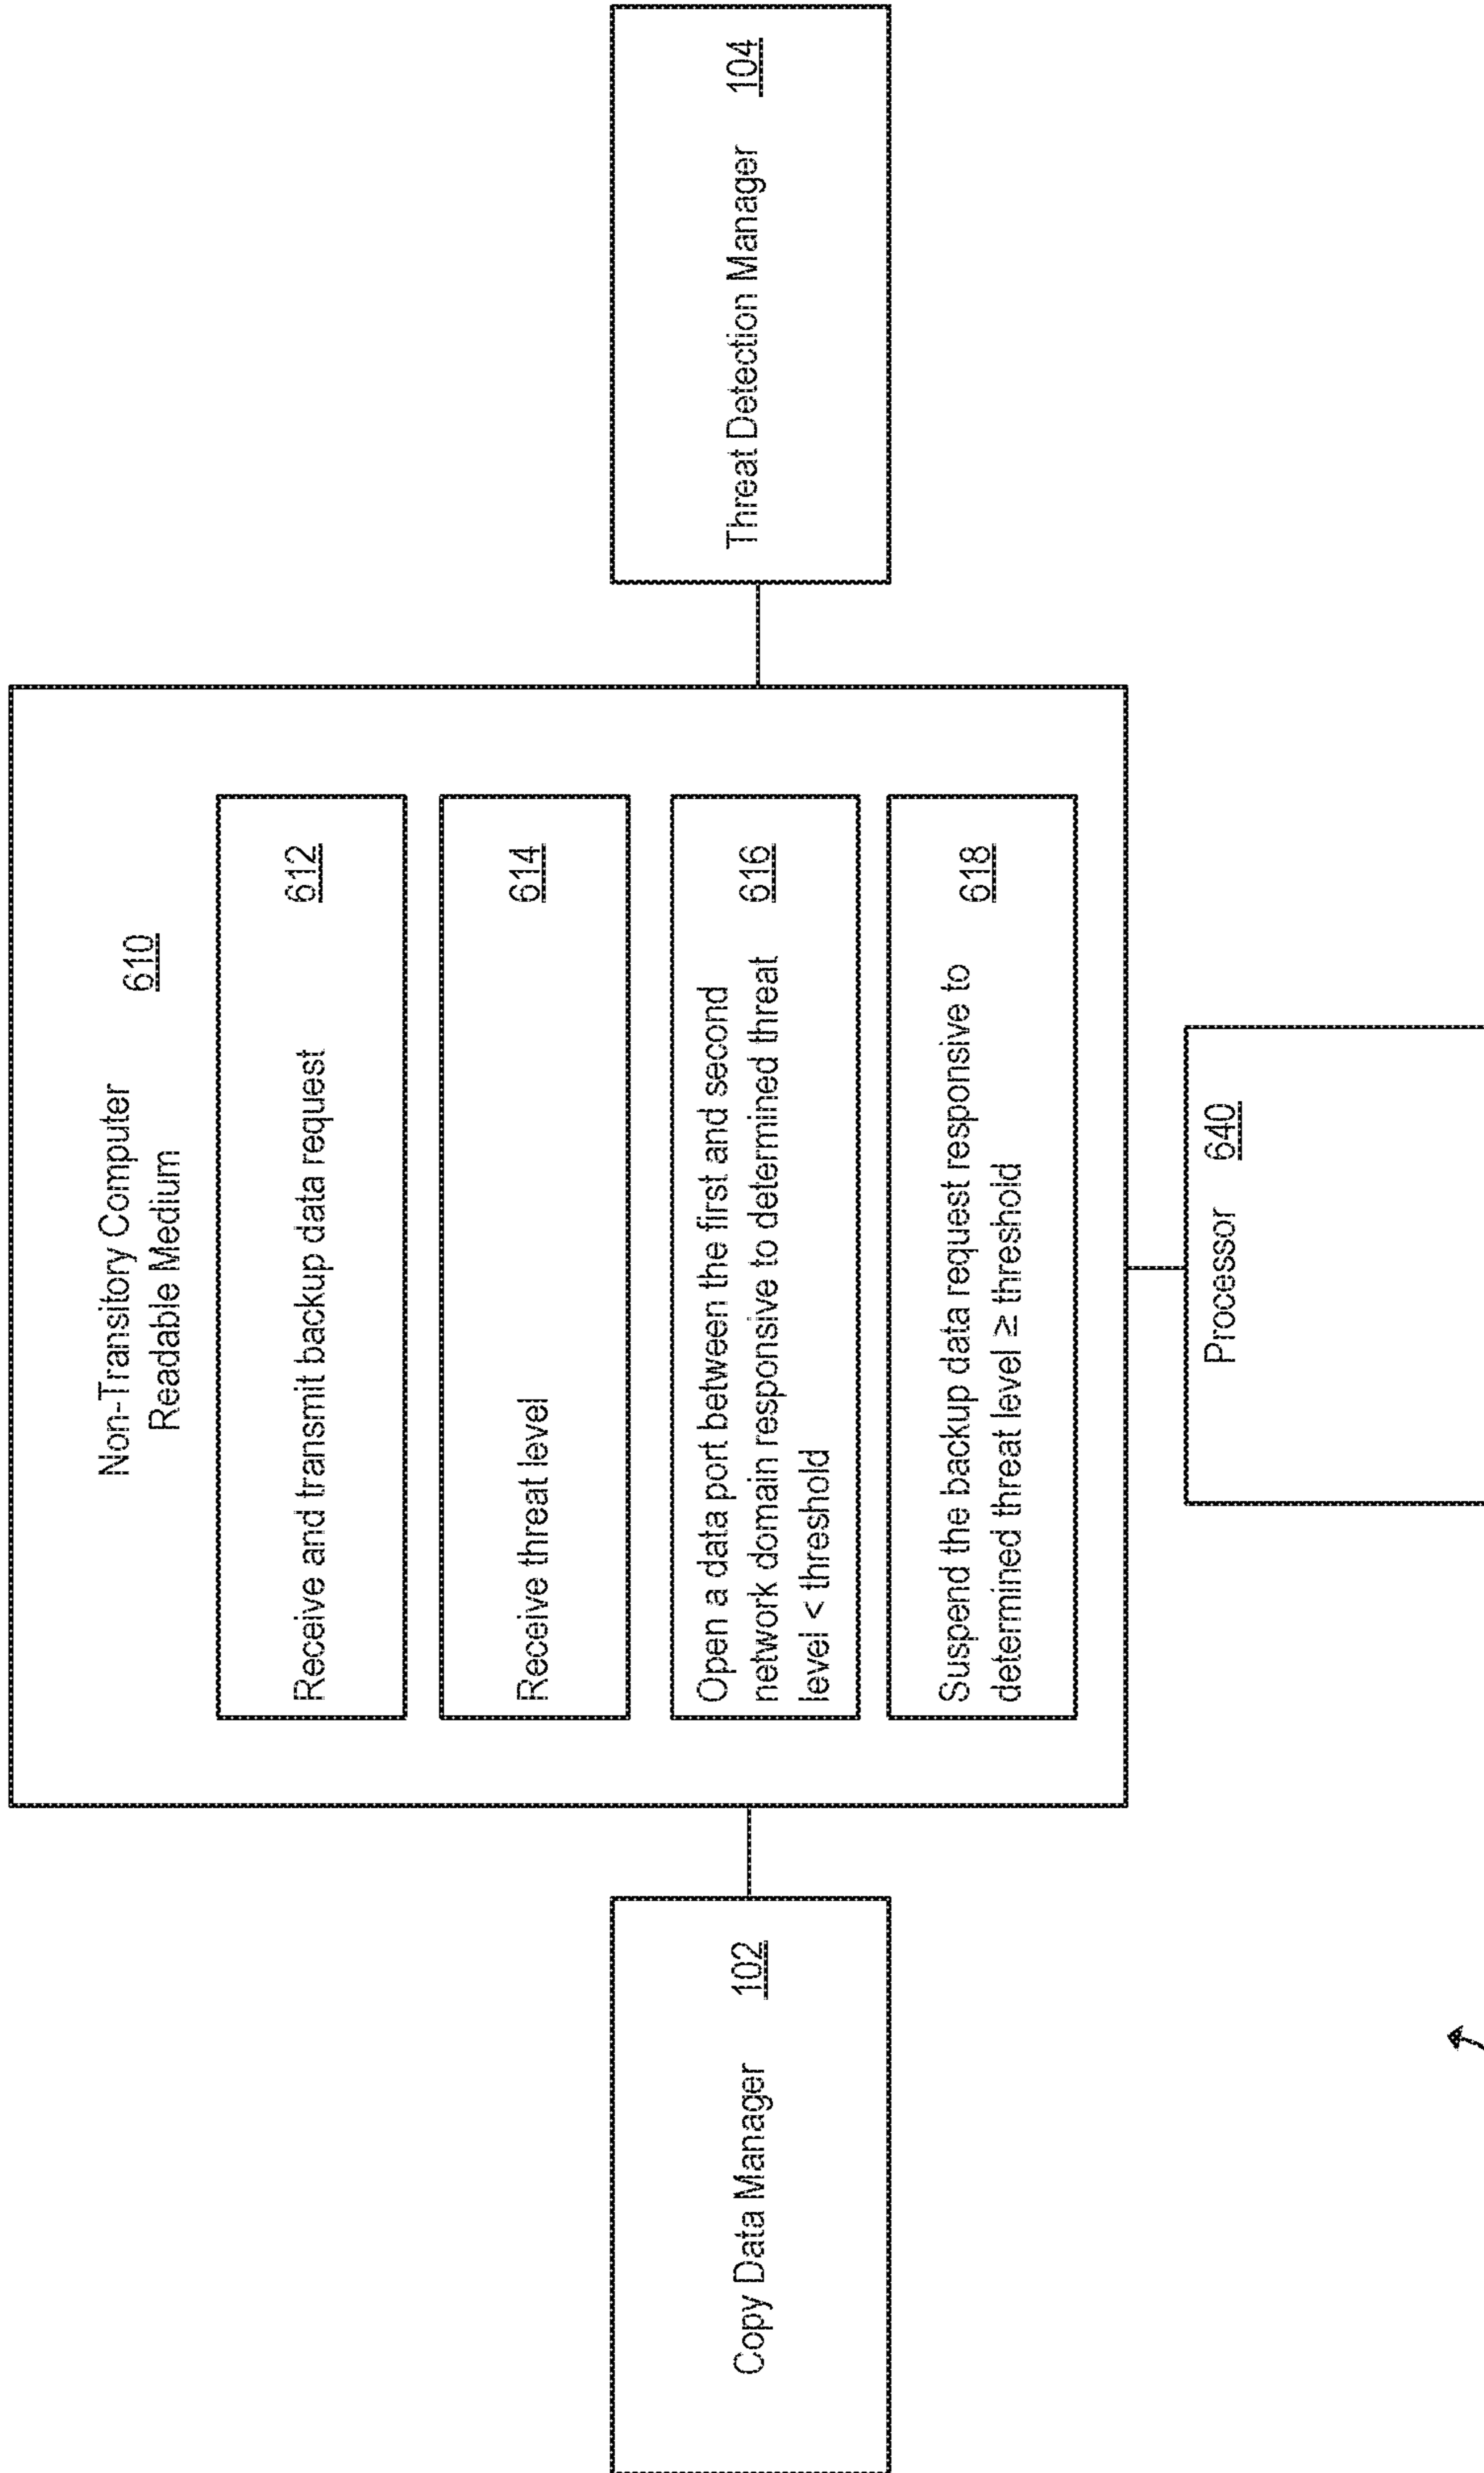 Non-Transitory Computer
Readable Medium
610
Receive and transmit backup data request
612
Receive threat level
614
Open a data port between the first and second
network domain responsive to determined threat
level < threshold
616
Suspend the backup data request responsive to
determined threat level ≥ threshold
618
Copy Data Manager
102
Threat Detection Manager
104
Processor
640